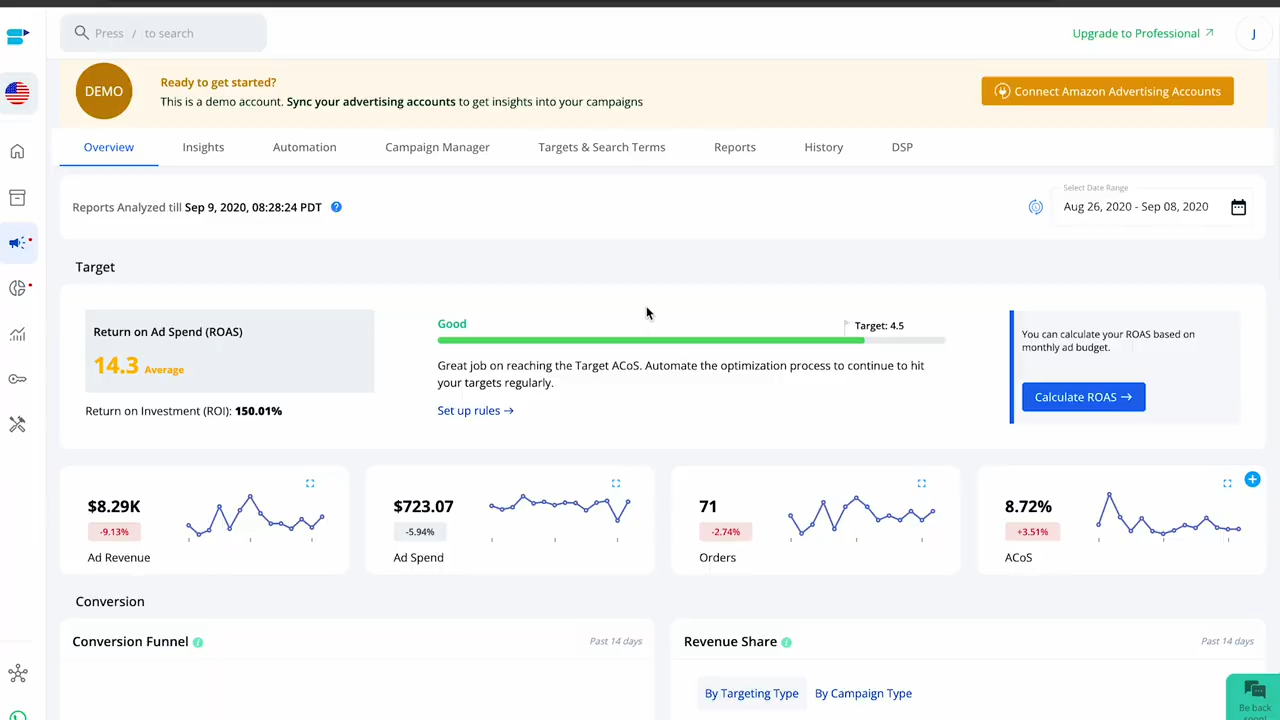 Press / to search
Upgrade to Professional
J
DEMO
Ready to get started?
This is a demo account. Sync your advertising accounts to get insights into your campaigns
Connect Amazon Advertising Accounts
Overview
Insights
Automation
Campaign Manager
Targets & Search Terms
Reports
History
DSP
Reports Analyzed till Sep 9, 2020, 08:28:24 PDT ?
Select Date Range
Aug 26, 2020 - Sep 08, 2020
Target
Return on Ad Spend (ROAS)
14.3 Average
Return on Investment (ROI): 150.01%
Good
Target: 4.5
Great job on reaching the Target ACoS. Automate the optimization process to continue to hit
your targets regularly.
Set up rules →
You can calculate your ROAS based on
monthly ad budget.
Calculate ROAS →
$8.29K
-9.13%
Ad Revenue
$723.07
-5.94%
Ad Spend
71
-2.74%
Orders
8.72%
+3.51%
ACoS
Conversion
Conversion Funnel i
Past 14 days
Revenue Share i
Past 14 days
By Targeting Type
By Campaign Type
Be back
soon!